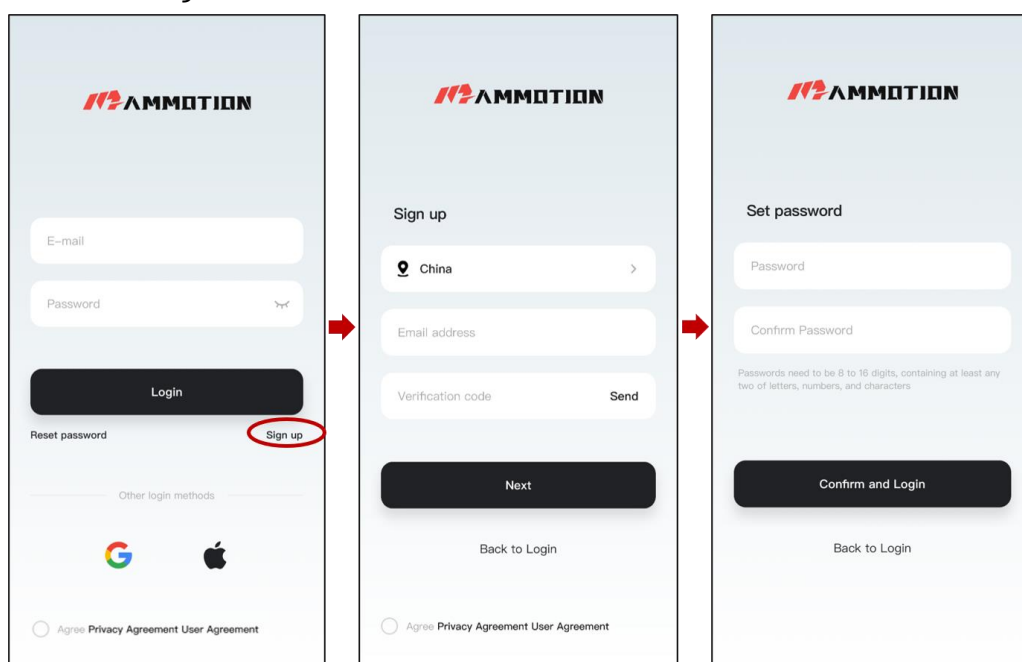 MAMMOTION
E-mail
Password
Login
Reset password
Sign up
Other login methods
Agree Privacy Agreement User Agreement
MAMMOTION
Sign up
China
Email address
Verification code
Send
Next
Back to Login
Agree Privacy Agreement User Agreement
MAMMOTION
Set password
Password
Confirm Password
Passwords need to be 8 to 16 digits, containing at least any
two of letters, numbers, and characters
Confirm and Login
Back to Login